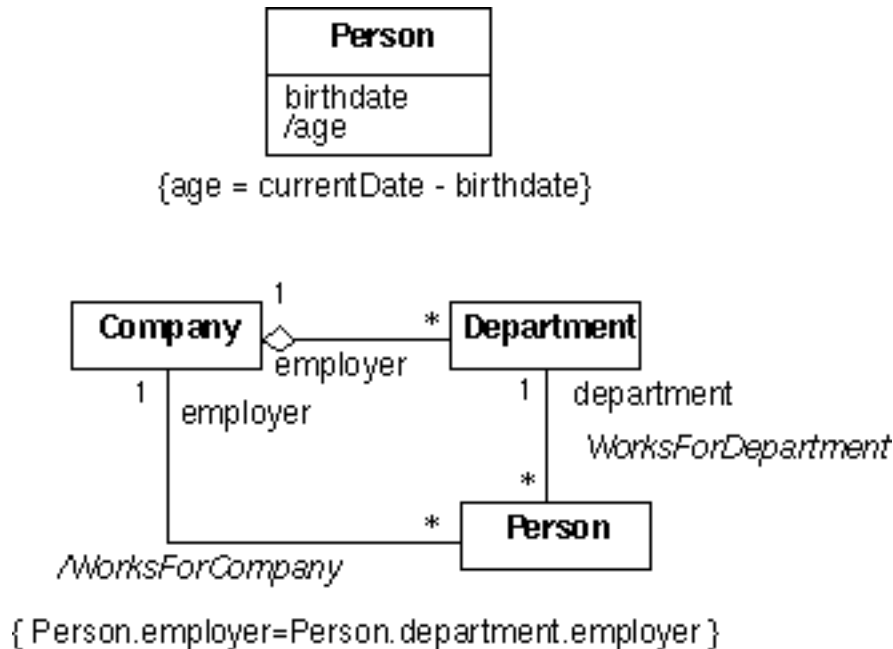 Person
birthdate
/age
{age = currentDate - birthdate}
1
Company
*
Department
employer
1
employer
1
department
WorksForDepartment
*
*
Person
/WorksForCompany
{ Person.employer=Person.department.employer }